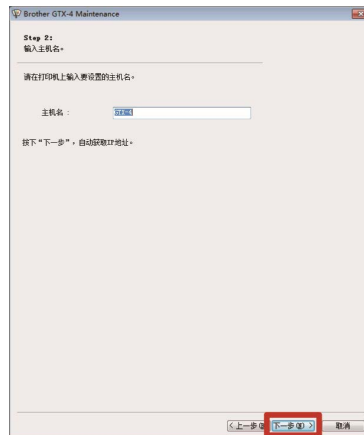 Brother GTX-4 Maintenance
Step 2:
输入主机名。
请在打印机上输入要设置的主机名。
主机名：
按下“下一步”，自动获取IP地址。
<上一步(B)
下一步(N) >
取消